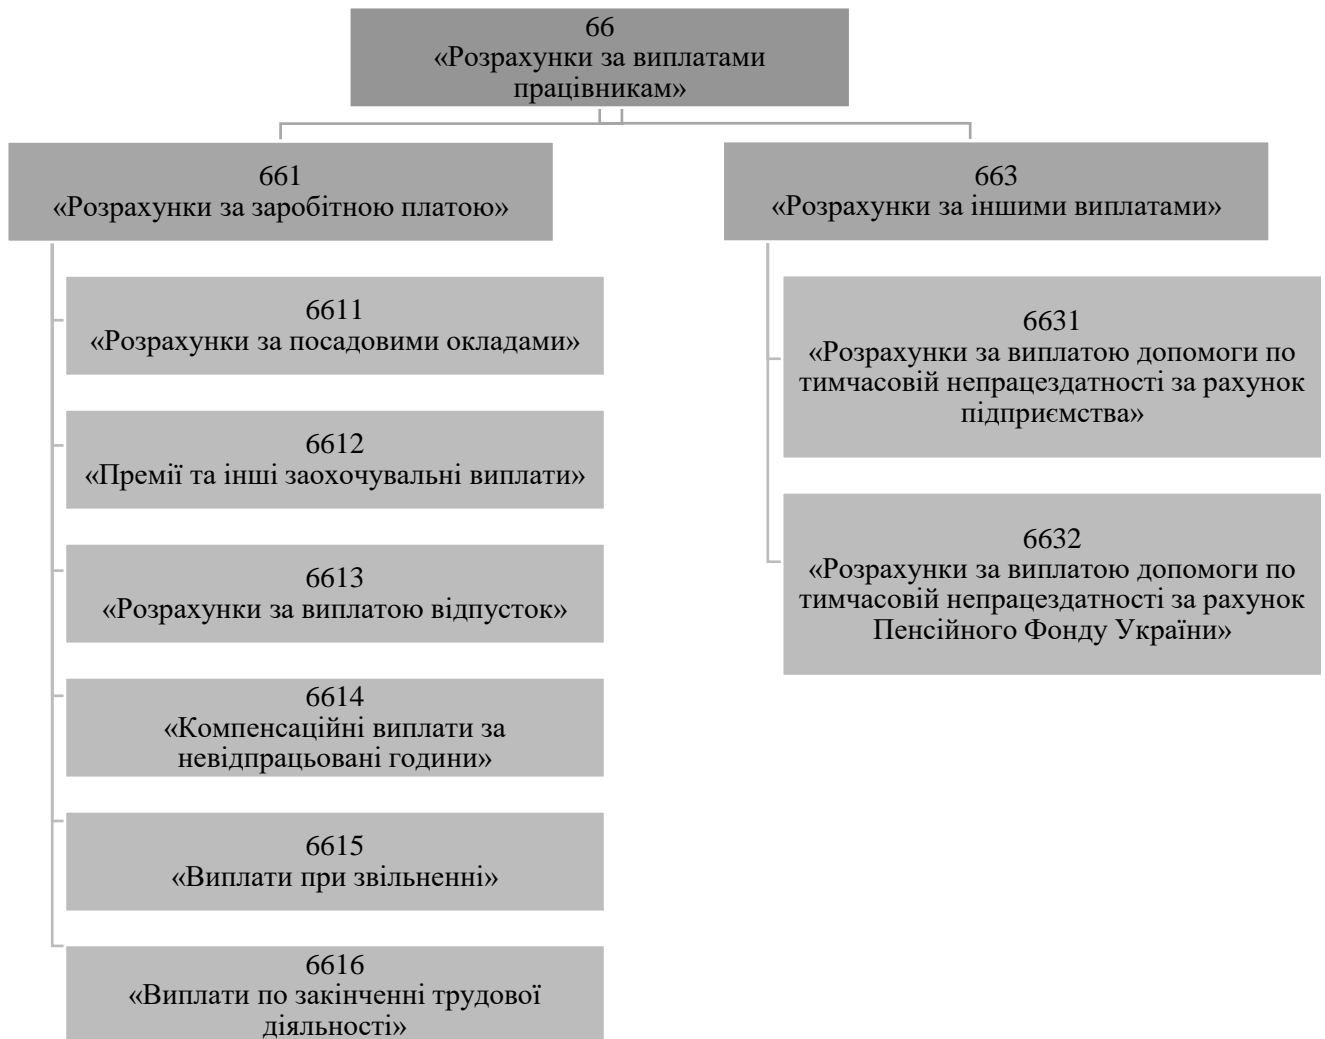 66
«Розрахунки за виплатами
працівникам»
661
«Розрахунки за заробітною платою»
6611
«Розрахунки за посадовими окладами»
6612
«Премії та інші заохочувальні виплати»
6613
«Розрахунки за виплатою відпусток»
6614
«Компенсаційні виплати за
невідпрацьовані години»
6615
«Виплати при звільненні»
6616
«Виплати по закінченні трудової
діяльності»
663
«Розрахунки за іншими виплатами»
6631
«Розрахунки за виплатою допомоги по
тимчасовій непрацездатності за рахунок
підприємства»
6632
«Розрахунки за виплатою допомоги по
тимчасовій непрацездатності за рахунок
Пенсійного Фонду України»